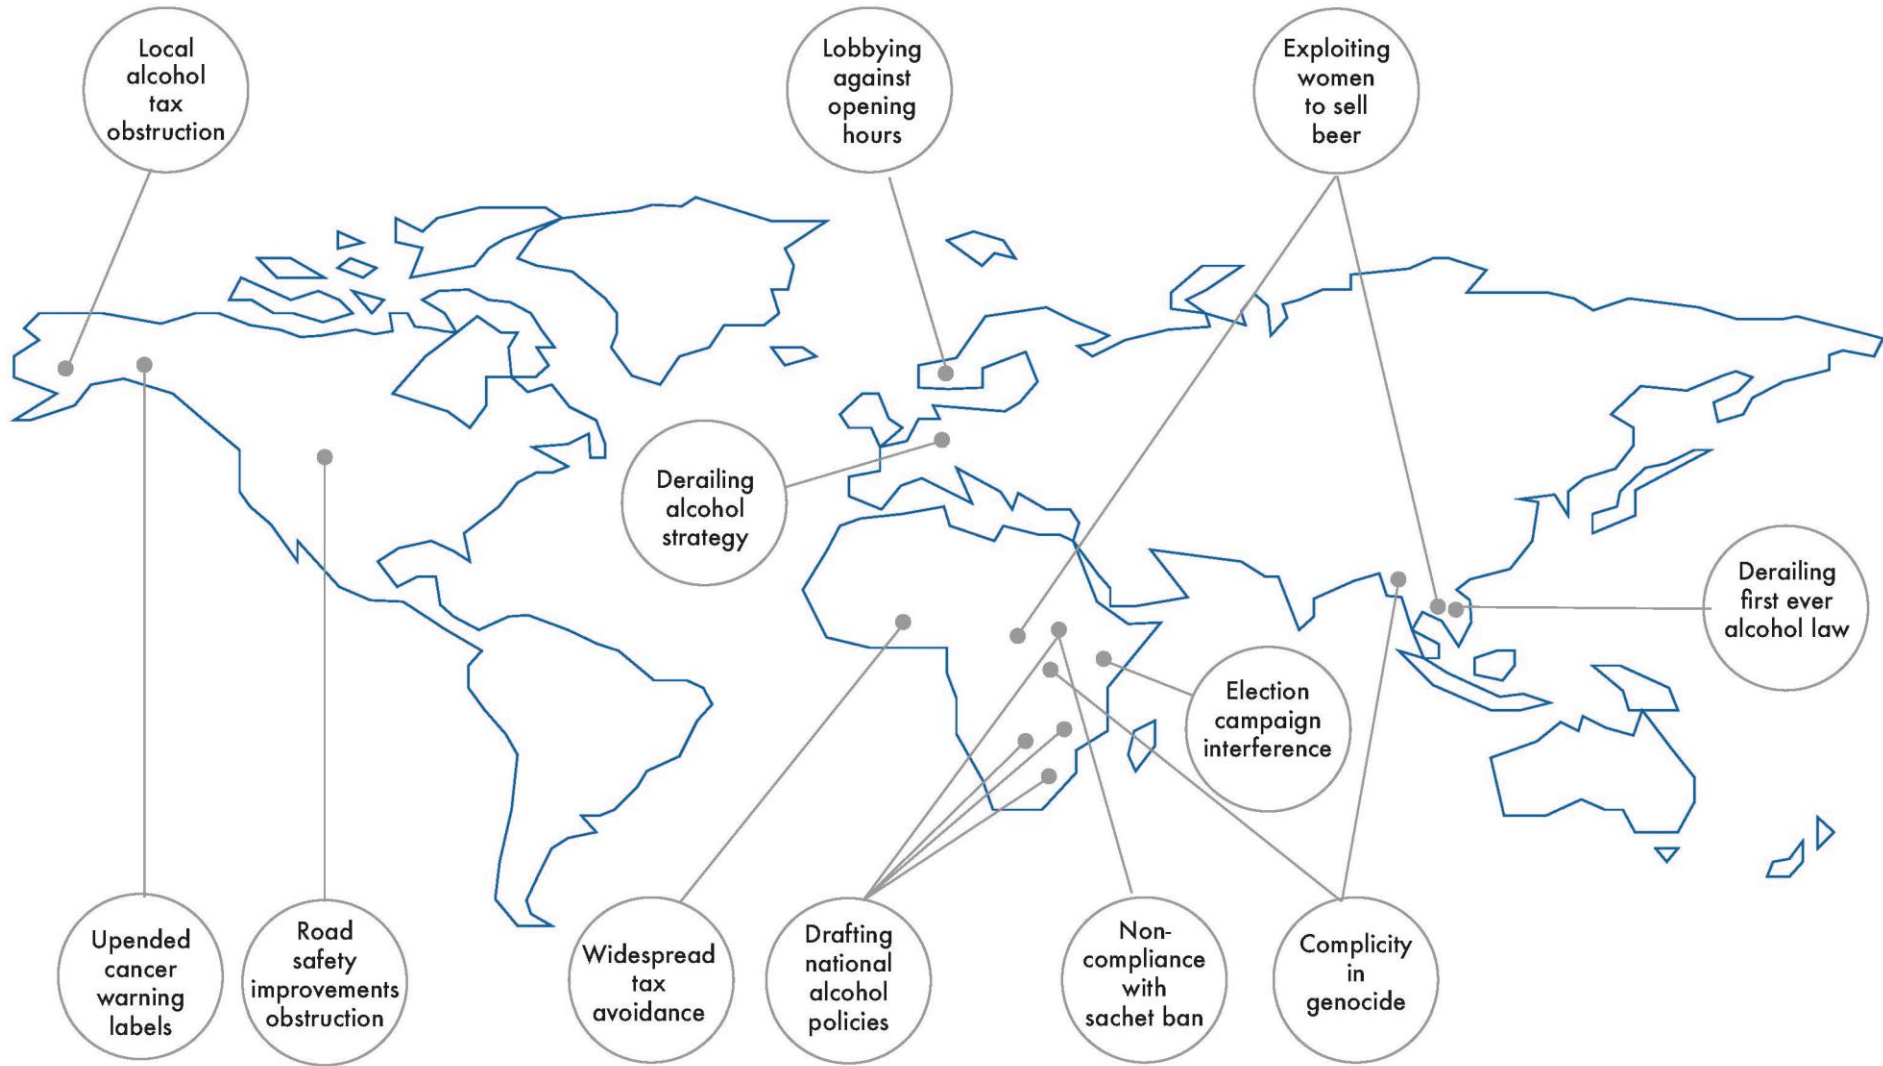 Local
alcohol
tax
obstruction
Lobbying
against
opening
hours
Exploiting
women
to sell
beer
Derailing
alcohol
strategy
Derailing
first ever
alcohol law
Election
campaign
interference
Upended
cancer
warning
labels
Road
safety
improvements
obstruction
Widespread
tax
avoidance
Drafting
national
alcohol
policies
Non-
compliance
with
sachet ban
Complicity
in
genocide